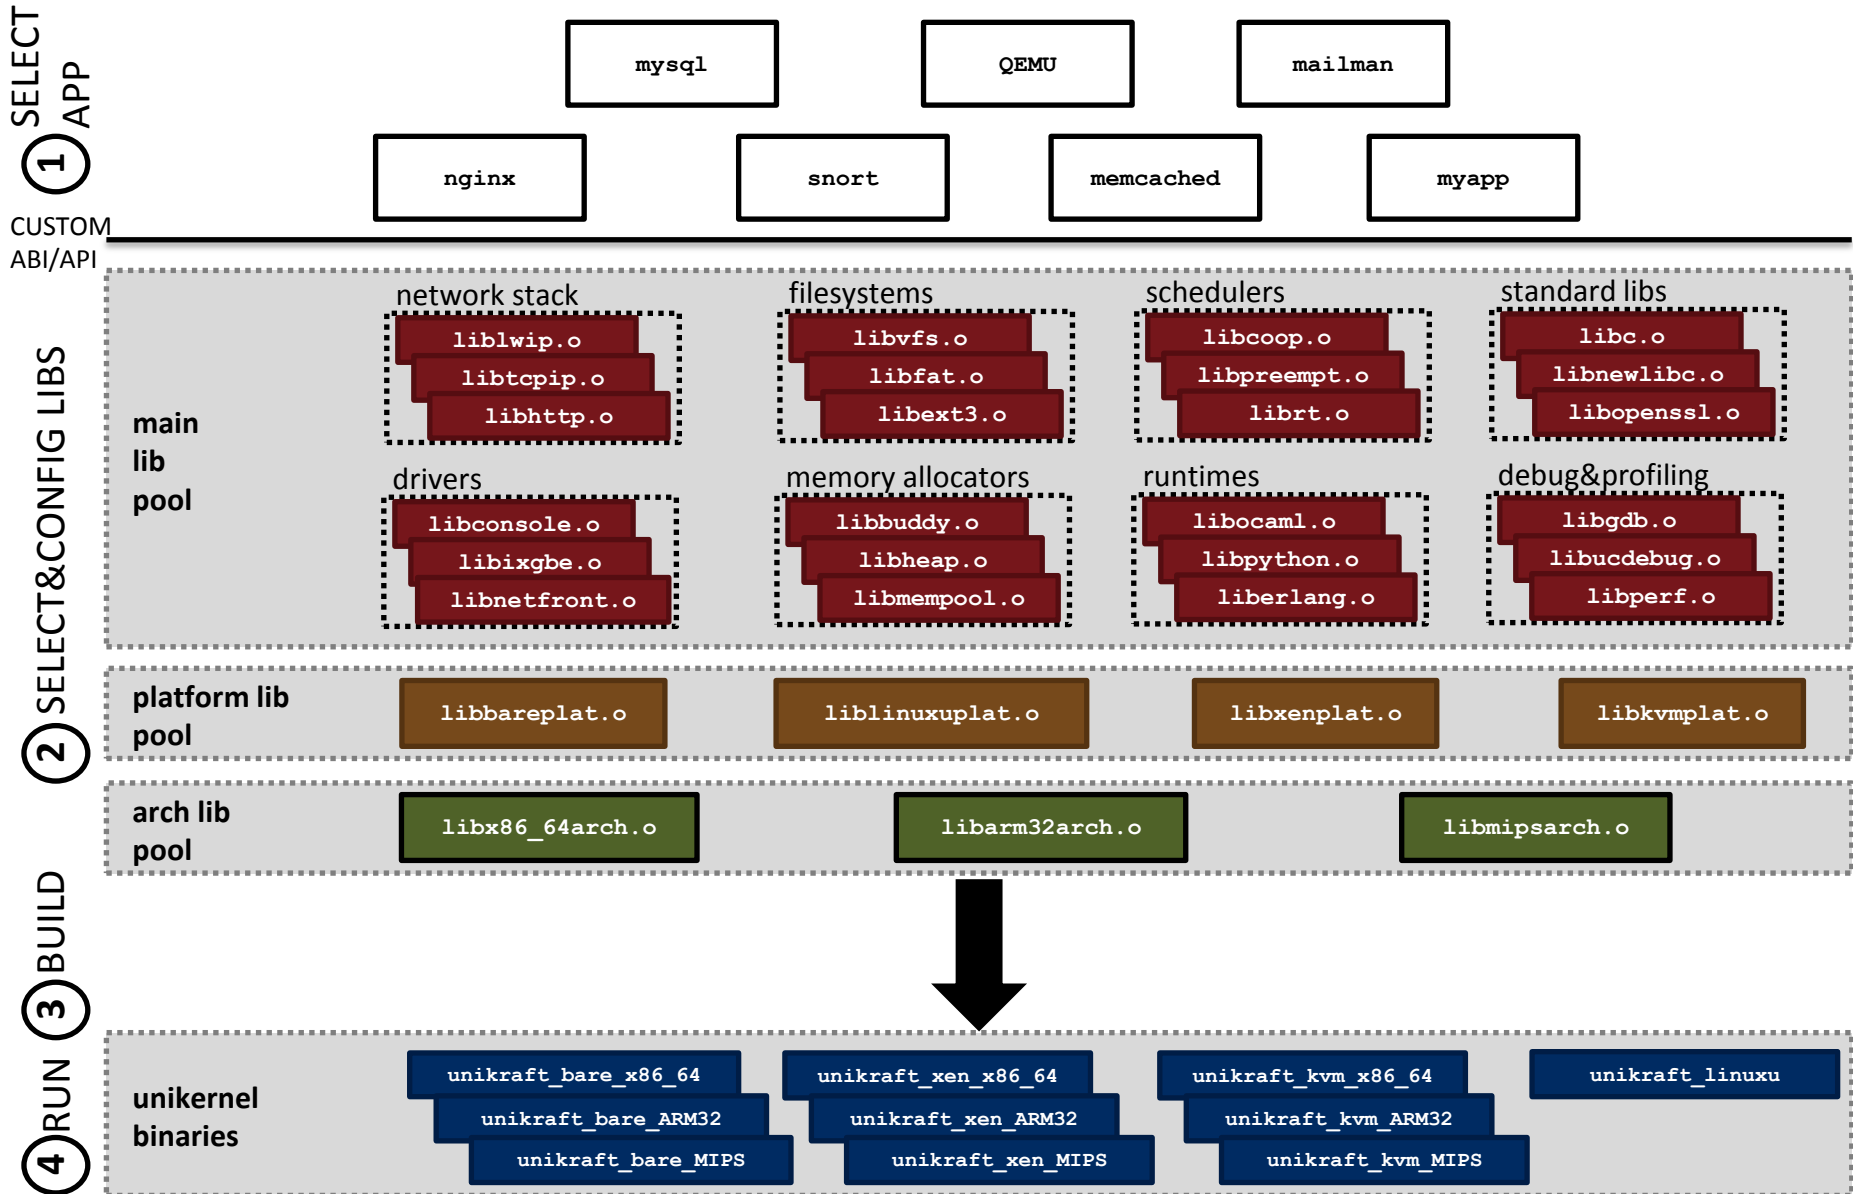 SELECT
APP
1
mysql
QEMU
mailman
nginx
snort
memcached
myapp
CUSTOM
ABI/API
SELECT&CONFIG LIBS
2
main
lib
pool
network stack
liblwip.o
libtcpip.o
libhttp.o
filesystems
libvfs.o
libfat.o
libext3.o
schedulers
libcoop.o
libpreempt.o
librt.o
standard libs
libc.o
libnewlibc.o
libopenssl.o
drivers
libconsole.o
libixgbe.o
libnetfront.o
memory allocators
libbuddy.o
libheap.o
libmempool.o
runtimes
libocaml.o
libpython.o
liberlang.o
debug&profiling
libgdb.o
libucdebug.o
libperf.o
platform lib
pool
libbareplat.o
liblinuxuplat.o
libxenplat.o
libkvmplat.o
arch lib
pool
libx86_64arch.o
libarm32arch.o
libmipsarch.o
3
BUILD
4
RUN
unikernel
binaries
unikraft_bare_x86_64
unikraft_bare_ARM32
unikraft_bare_MIPS
unikraft_xen_x86_64
unikraft_xen_ARM32
unikraft_xen_MIPS
unikraft_kvm_x86_64
unikraft_kvm_ARM32
unikraft_kvm_MIPS
unikraft_linuxu